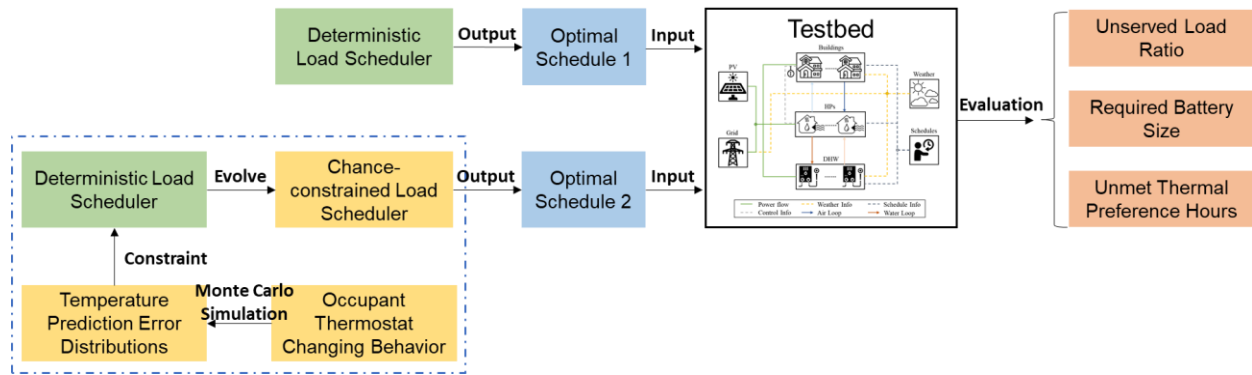 Deterministic
Load Scheduler
Output
Optimal
Schedule 1
Input
Testbed
Buildings
PV
Weather
HPs
Grid
Schedules
DHW
Power flow
Weather Info
Schedule Info
Control Info
Air Loop
Water Loop
Evaluation
Unserved Load
Ratio
Required Battery
Size
Unmet Thermal
Preference Hours
Deterministic Load
Scheduler
Evolve
Chance-
constrained Load
Scheduler
Output
Optimal
Schedule 2
Input
Constraint
Temperature
Prediction Error
Distributions
Monte Carlo
Simulation
Occupant
Thermostat
Changing Behavior